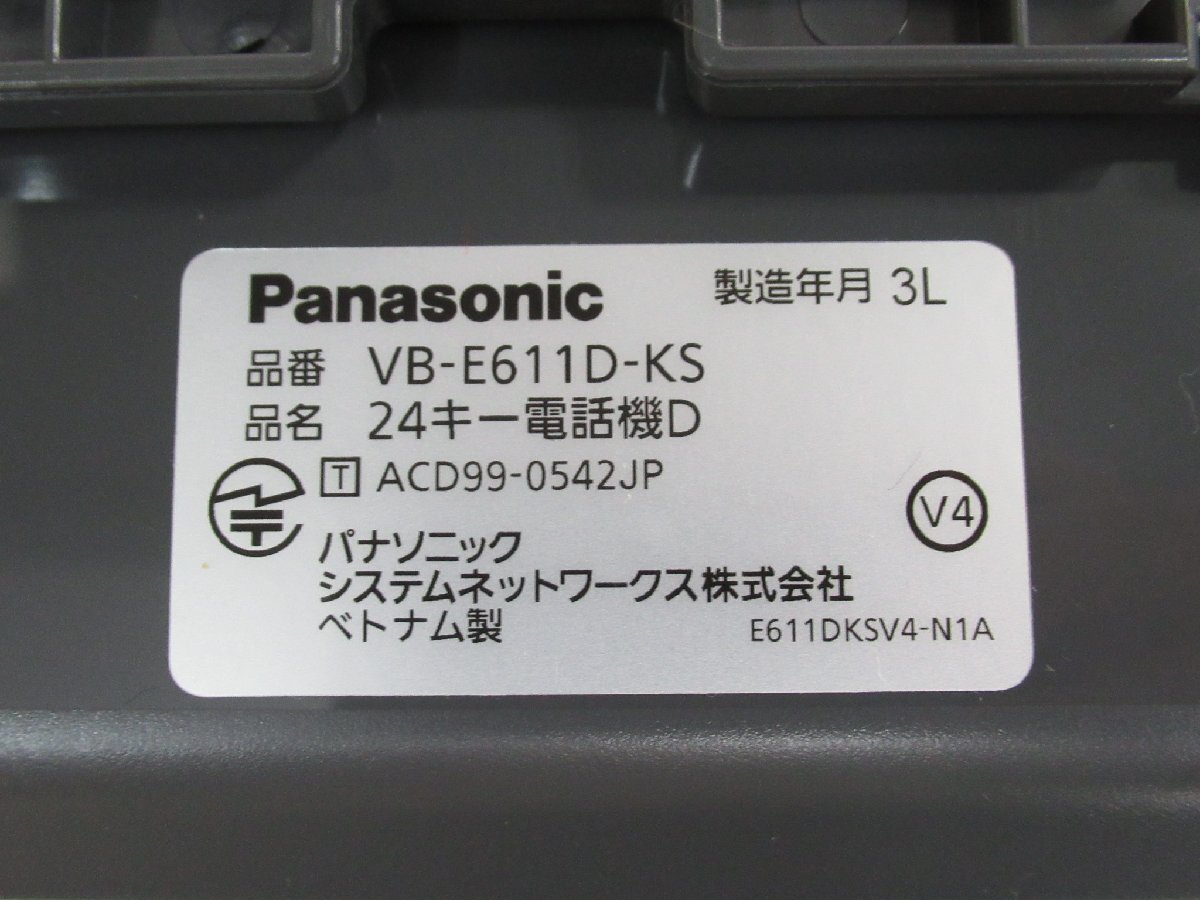 Panasonic 製造年月 3L
品番 VB-E611D-KS
品名 24キー電話機D
T ACD99-0542JP
V4
パナソニック
システムネットワークス株式会社
ベトナム製 E611DKSV4-N1A